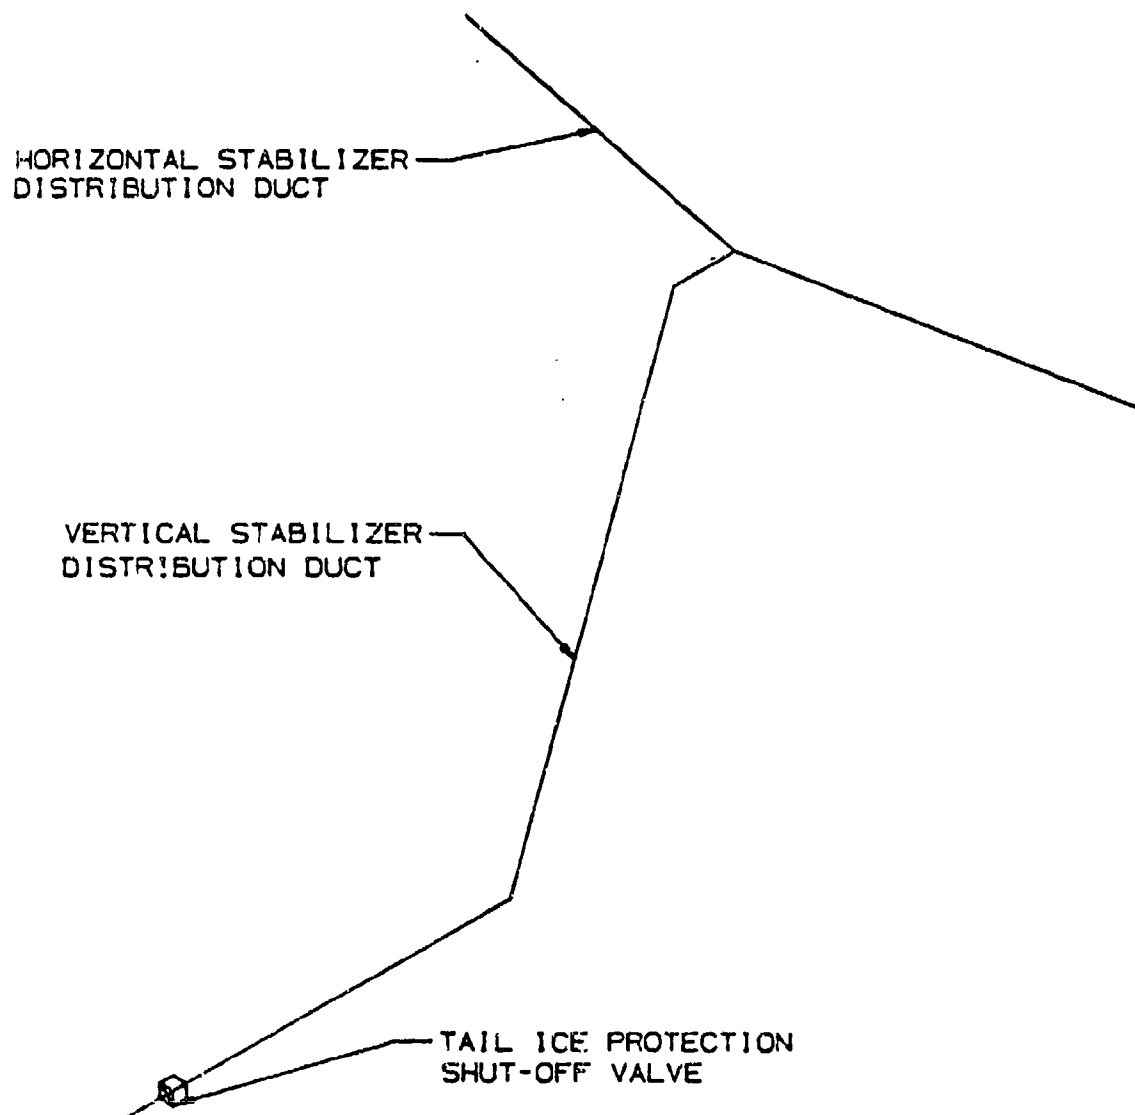 HORIZONTAL STABILIZER
DISTRIBUTION DUCT
VERTICAL STABILIZER
DISTRIBUTION DUCT
TAIL ICE PROTECTION
SHUT-OFF VALVE